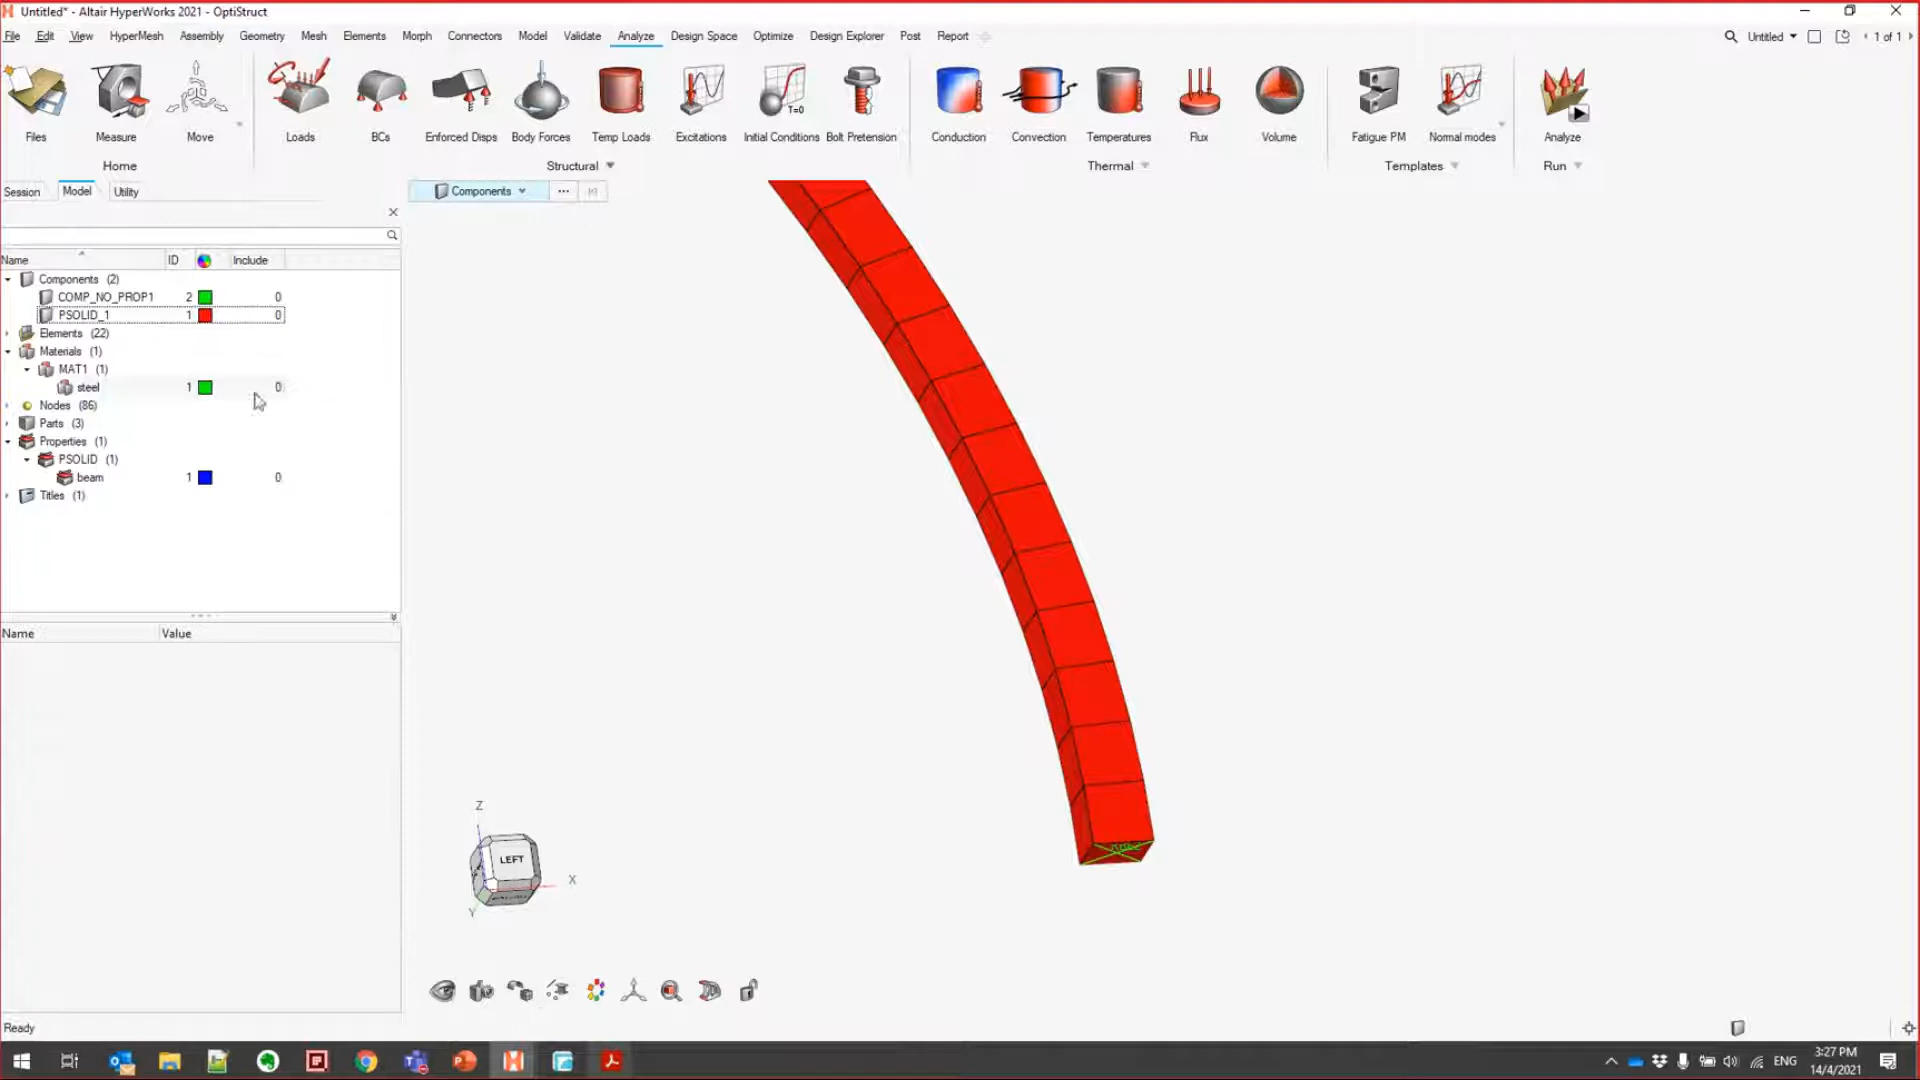 Untitled* - Altair HyperWorks 2021 - OptiStruct
File Edit View HyperMesh Assembly Geometry Mesh Elements Morph Connectors Model Validate Analyze Design Space Optimize Design Explorer Post Report
Untitled 1 of 1
T=0
Files Measure Move Loads BCs Enforced Disps Body Forces Temp Loads Excitations Initial Conditions Bolt Pretension Conduction Convection Temperatures Flux Volume Fatigue PM Normal modes Analyze
Home Structural Thermal Templates Run
Session Model Utility
Components
Name ID Include
Components (2)
COMP_NO_PROP1 2 0
PSOLID_1 1 0
Elements (22)
Materials (1)
MAT1 (1)
steel 1 0
Nodes (86)
Parts (3)
Properties (1)
PSOLID (1)
beam 1 0
Titles (1)
Name Value
Z
LEFT
X
Y
Ready
ENG
3:27 PM
14/4/2021